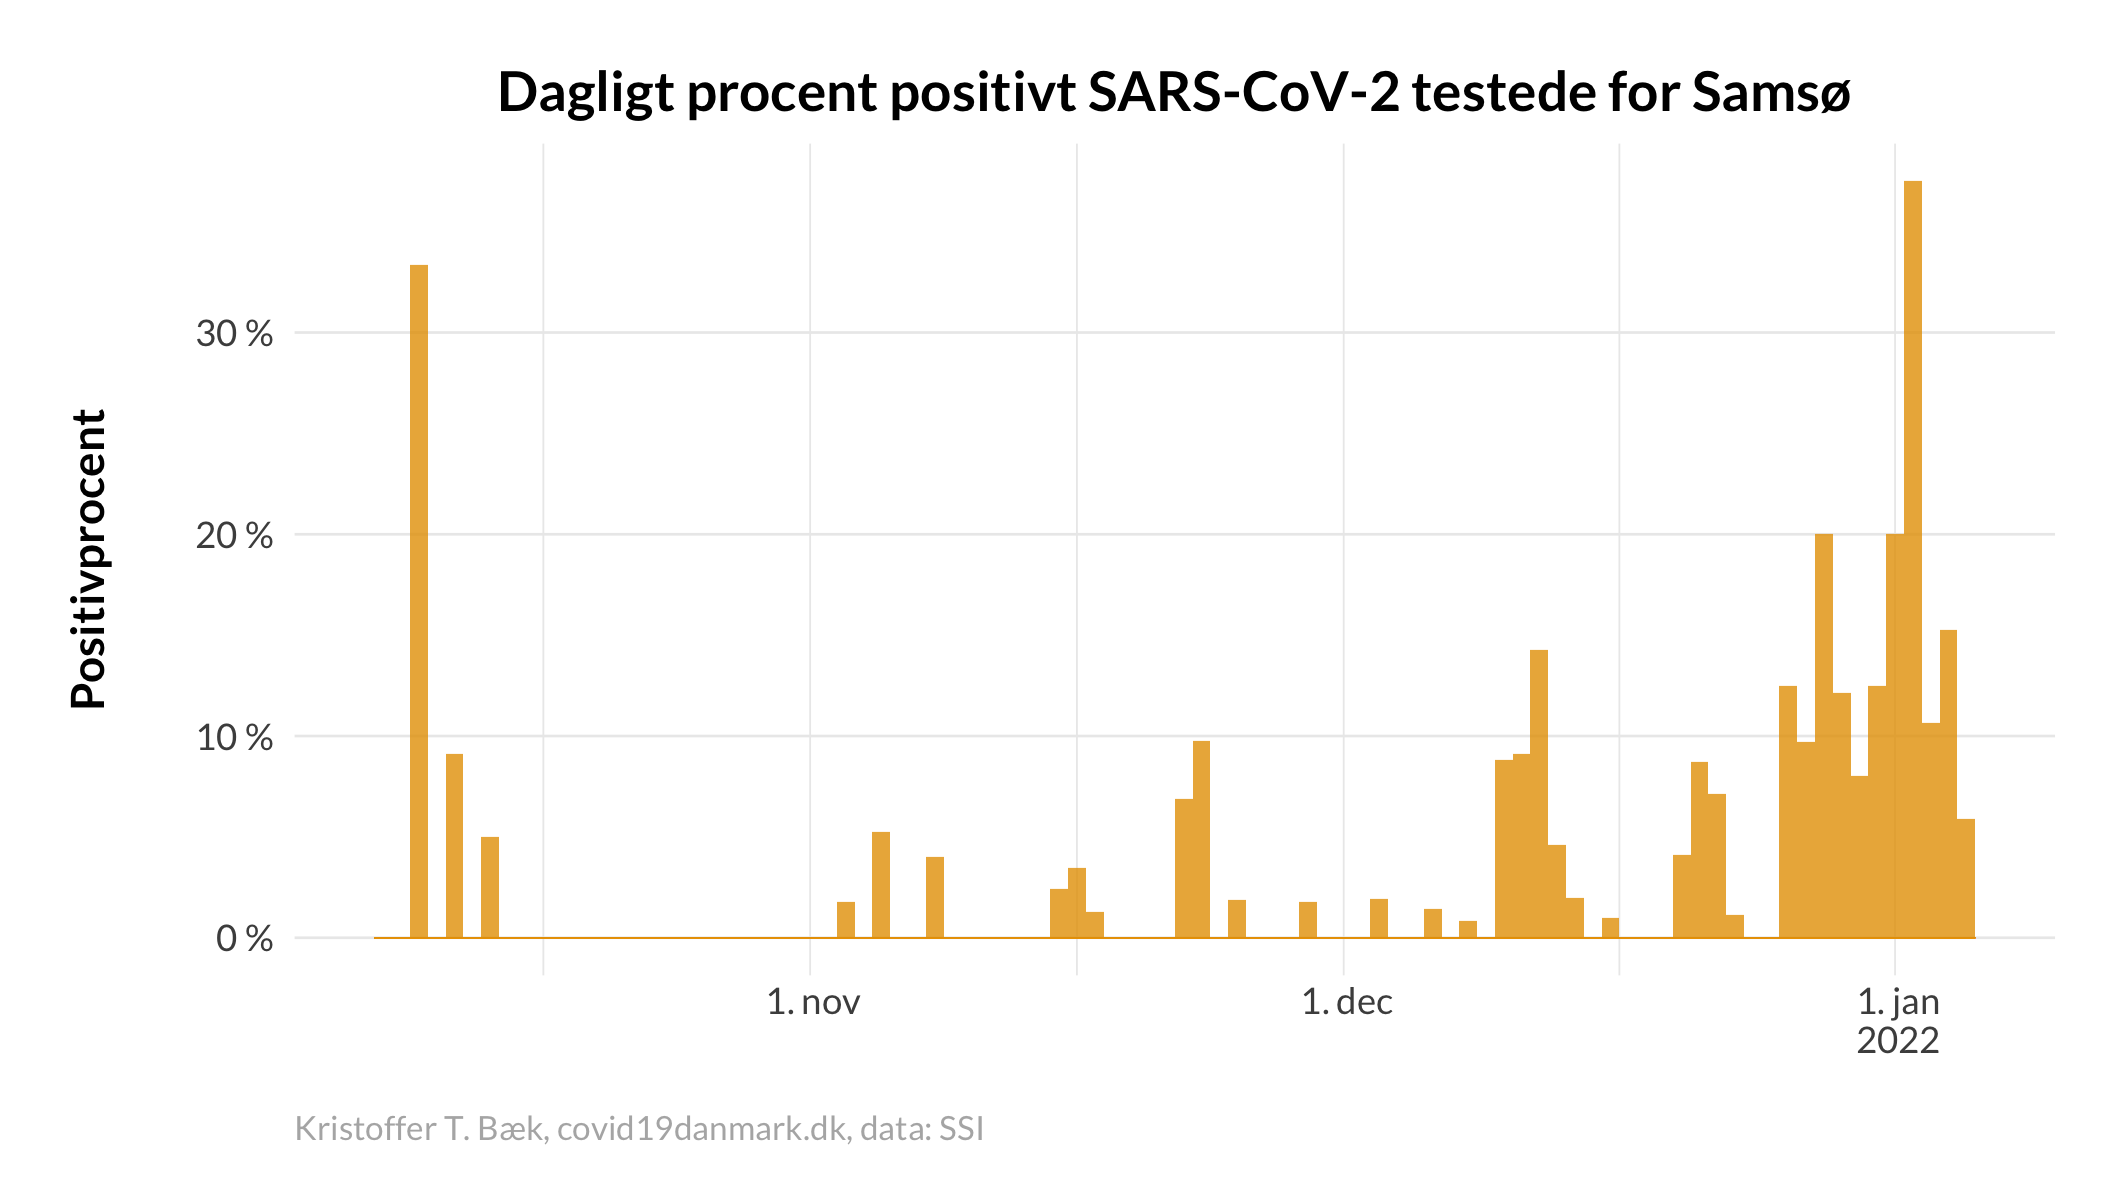 Dagligt procent positivt SARS-CoV-2 testede for Samsø
Positivprocent
30 %
20 %
10 %
0 %
1. nov
1. dec
1. jan
2022
Kristoffer T. Bæk, covid19danmark.dk, data: SSI